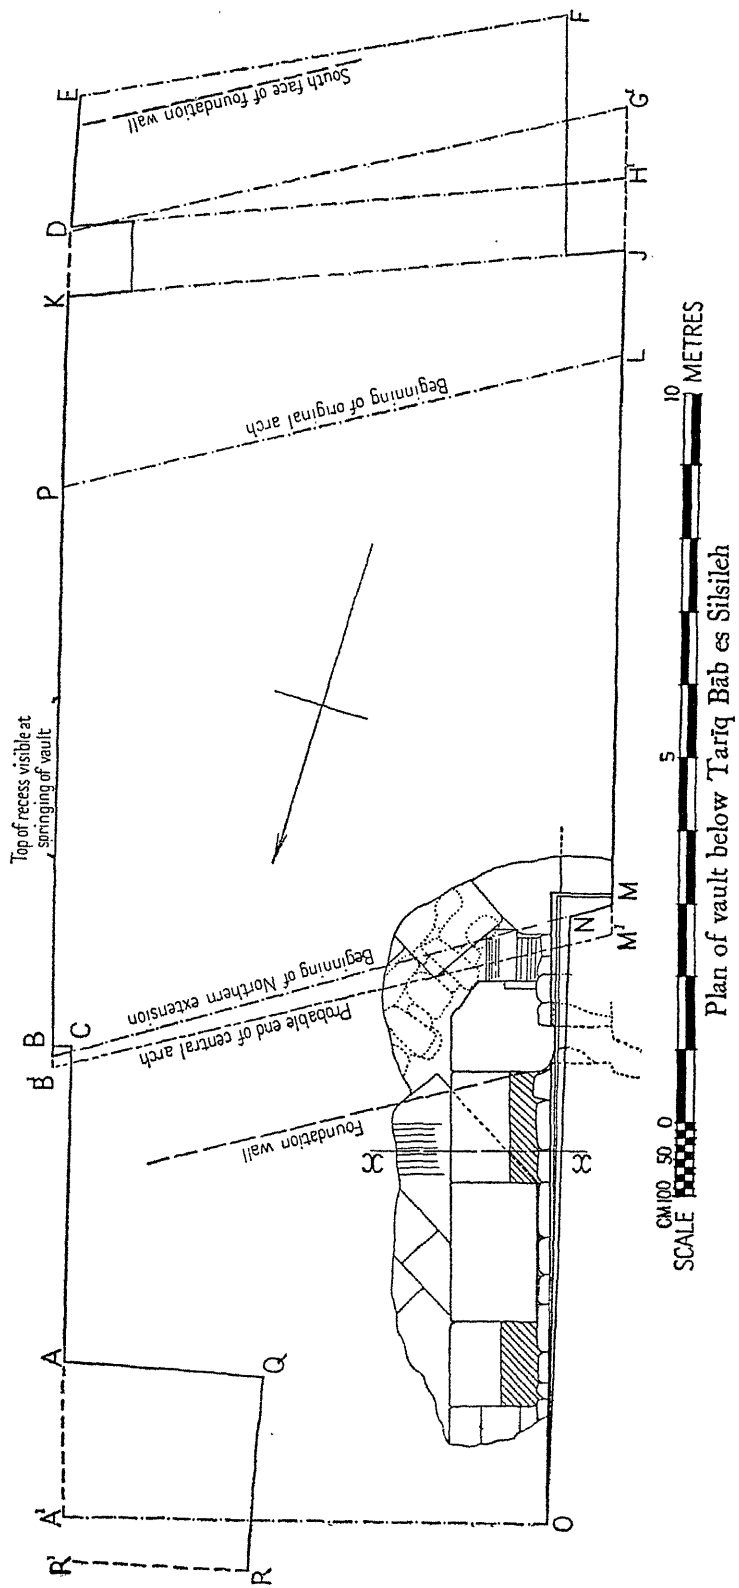 E
F
South face of foundation wall
G'
D
H'
K
J
L
Beginning of original arch
P
Top of recess visible at
springing of vault
B
B'
C
M
N
M'
Beginning of Northern extension
Probable end of central arch
Foundation wall
X
X
A
Q
A'
O
R'
R
SCALE
CM 100 50 0 5 10 METRES
Plan of vault below Tarīq Bāb es Silsileh